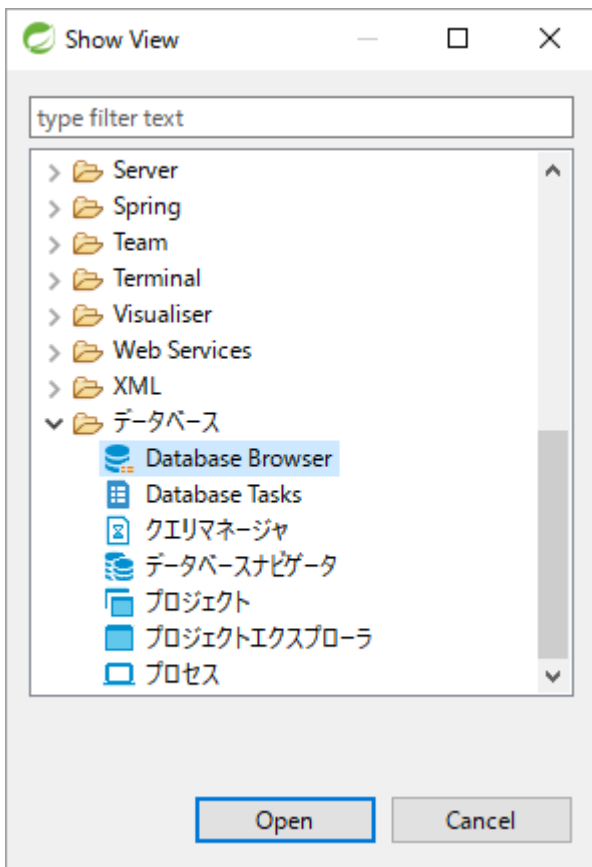 Show View
type filter text
Server
Spring
Team
Terminal
Visualiser
Web Services
XML
データベース
Database Browser
Database Tasks
クエリマネージャ
データベースナビゲータ
プロジェクト
プロジェクトエクスプローラ
プロセス
Open Cancel